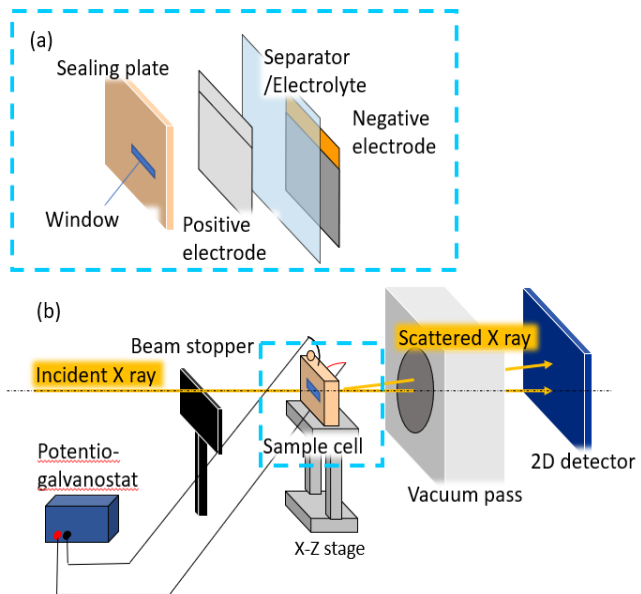 (a)
Sealing plate
Separator
/Electrolyte
Negative
electrode
Window
Positive
electrode
(b)
Beam stopper
Scattered X ray
Incident X ray
Sample cell
2D detector
Potentio-
galvanostat
Vacuum pass
X-Z stage